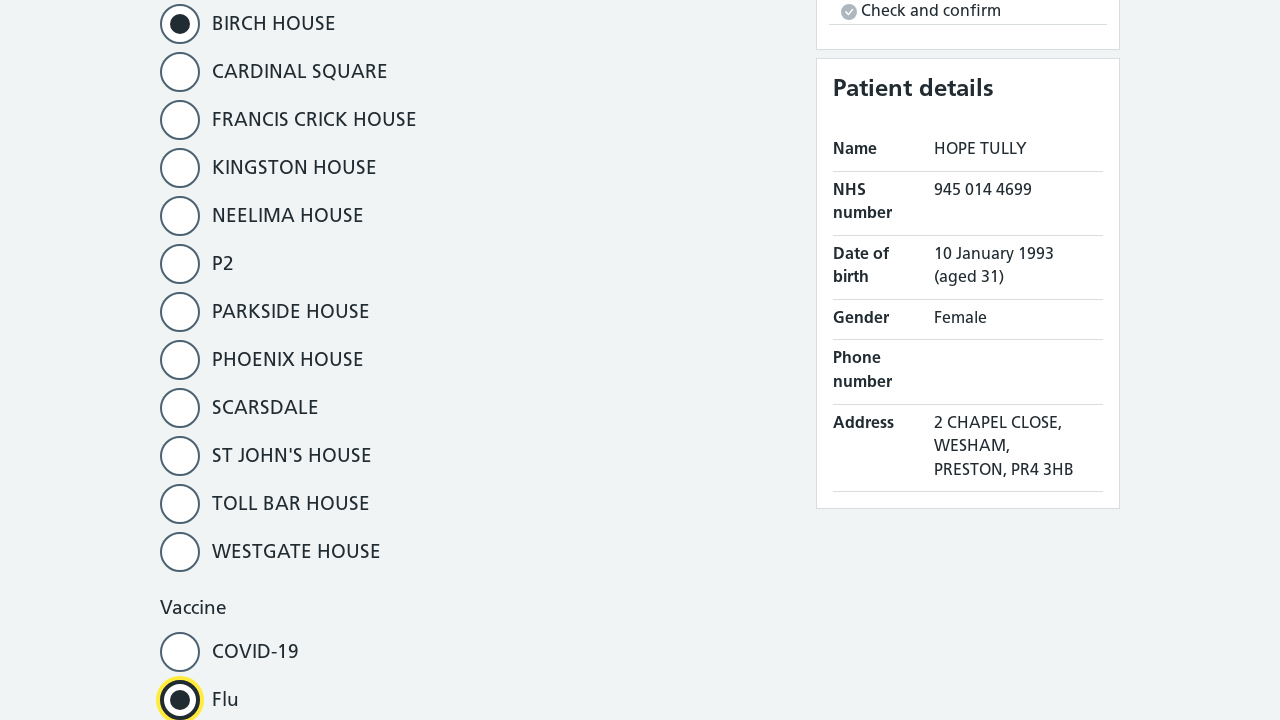 BIRCH HOUSE
CARDINAL SQUARE
FRANCIS CRICK HOUSE
KINGSTON HOUSE
NEELIMA HOUSE
P2
PARKSIDE HOUSE
PHOENIX HOUSE
SCARSDALE
ST JOHN'S HOUSE
TOLL BAR HOUSE
WESTGATE HOUSE
Vaccine
COVID-19
Flu
Check and confirm
Patient details
Name HOPE TULLY
NHS number 945 014 4699
Date of birth 10 January 1993
(aged 31)
Gender Female
Phone number
Address 2 CHAPEL CLOSE,
WESHAM,
PRESTON, PR4 3HB